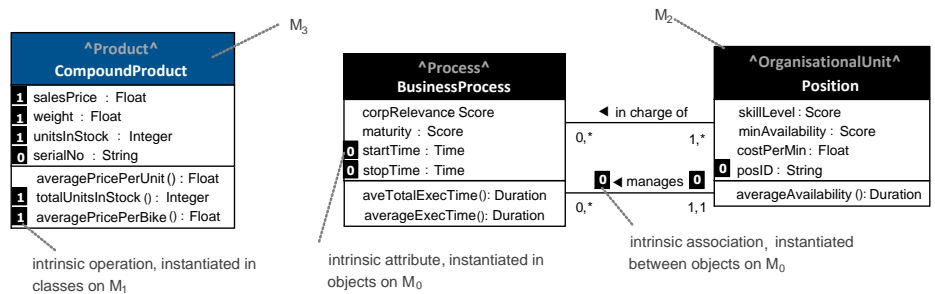 M3
^Product^
CompoundProduct
1 salesPrice : Float
1 weight : Float
1 unitsInStock : Integer
0 serialNo : String
averagePricePerUnit() : Float
1 totalUnitsInStock() : Integer
1 averagePricePerBike() : Float
intrinsic operation, instantiated in
classes on M1
^Process^
BusinessProcess
corpRelevance Score
maturity : Score
0 startTime : Time
0 stopTime : Time
aveTotalExecTime(): Duration
averageExecTime(): Duration
intrinsic attribute, instantiated in
objects on M0
◄ in charge of
0,* 1,*
0 ◄ manages 0
0,* 1,1
intrinsic association, instantiated
between objects on M0
M2
^OrganisationalUnit^
Position
skillLevel : Score
minAvailability : Score
costPerMin: Float
0 posID : String
averageAvailability (): Duration